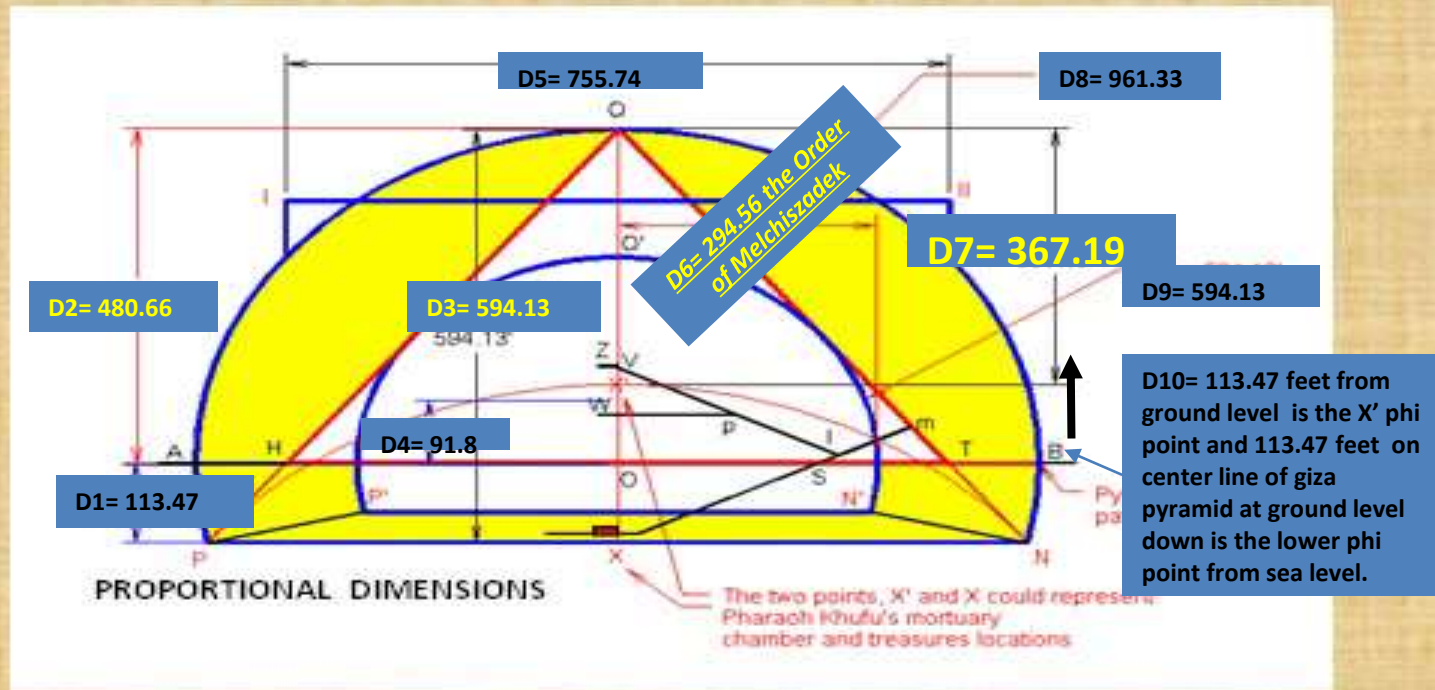 D5= 755.74
D8= 961.33
O
I
II
D6= 294.56 the Order
of Melchiszadek
O'
D7= 367.19
D9= 594.13
D2= 480.66
D3= 594.13
594.13'
Z
V
X'
W
p
m
I
A
H
D4= 91.8
O
S
T
B
D1= 113.47
P'
N'
P
X
N
Py
pa
D10= 113.47 feet from
ground level is the X' phi
point and 113.47 feet on
center line of giza
pyramid at ground level
down is the lower phi
point from sea level.
PROPORTIONAL DIMENSIONS
The two points, X' and X could represent
Pharaoh Khufu's mortuary
chamber and treasures locations